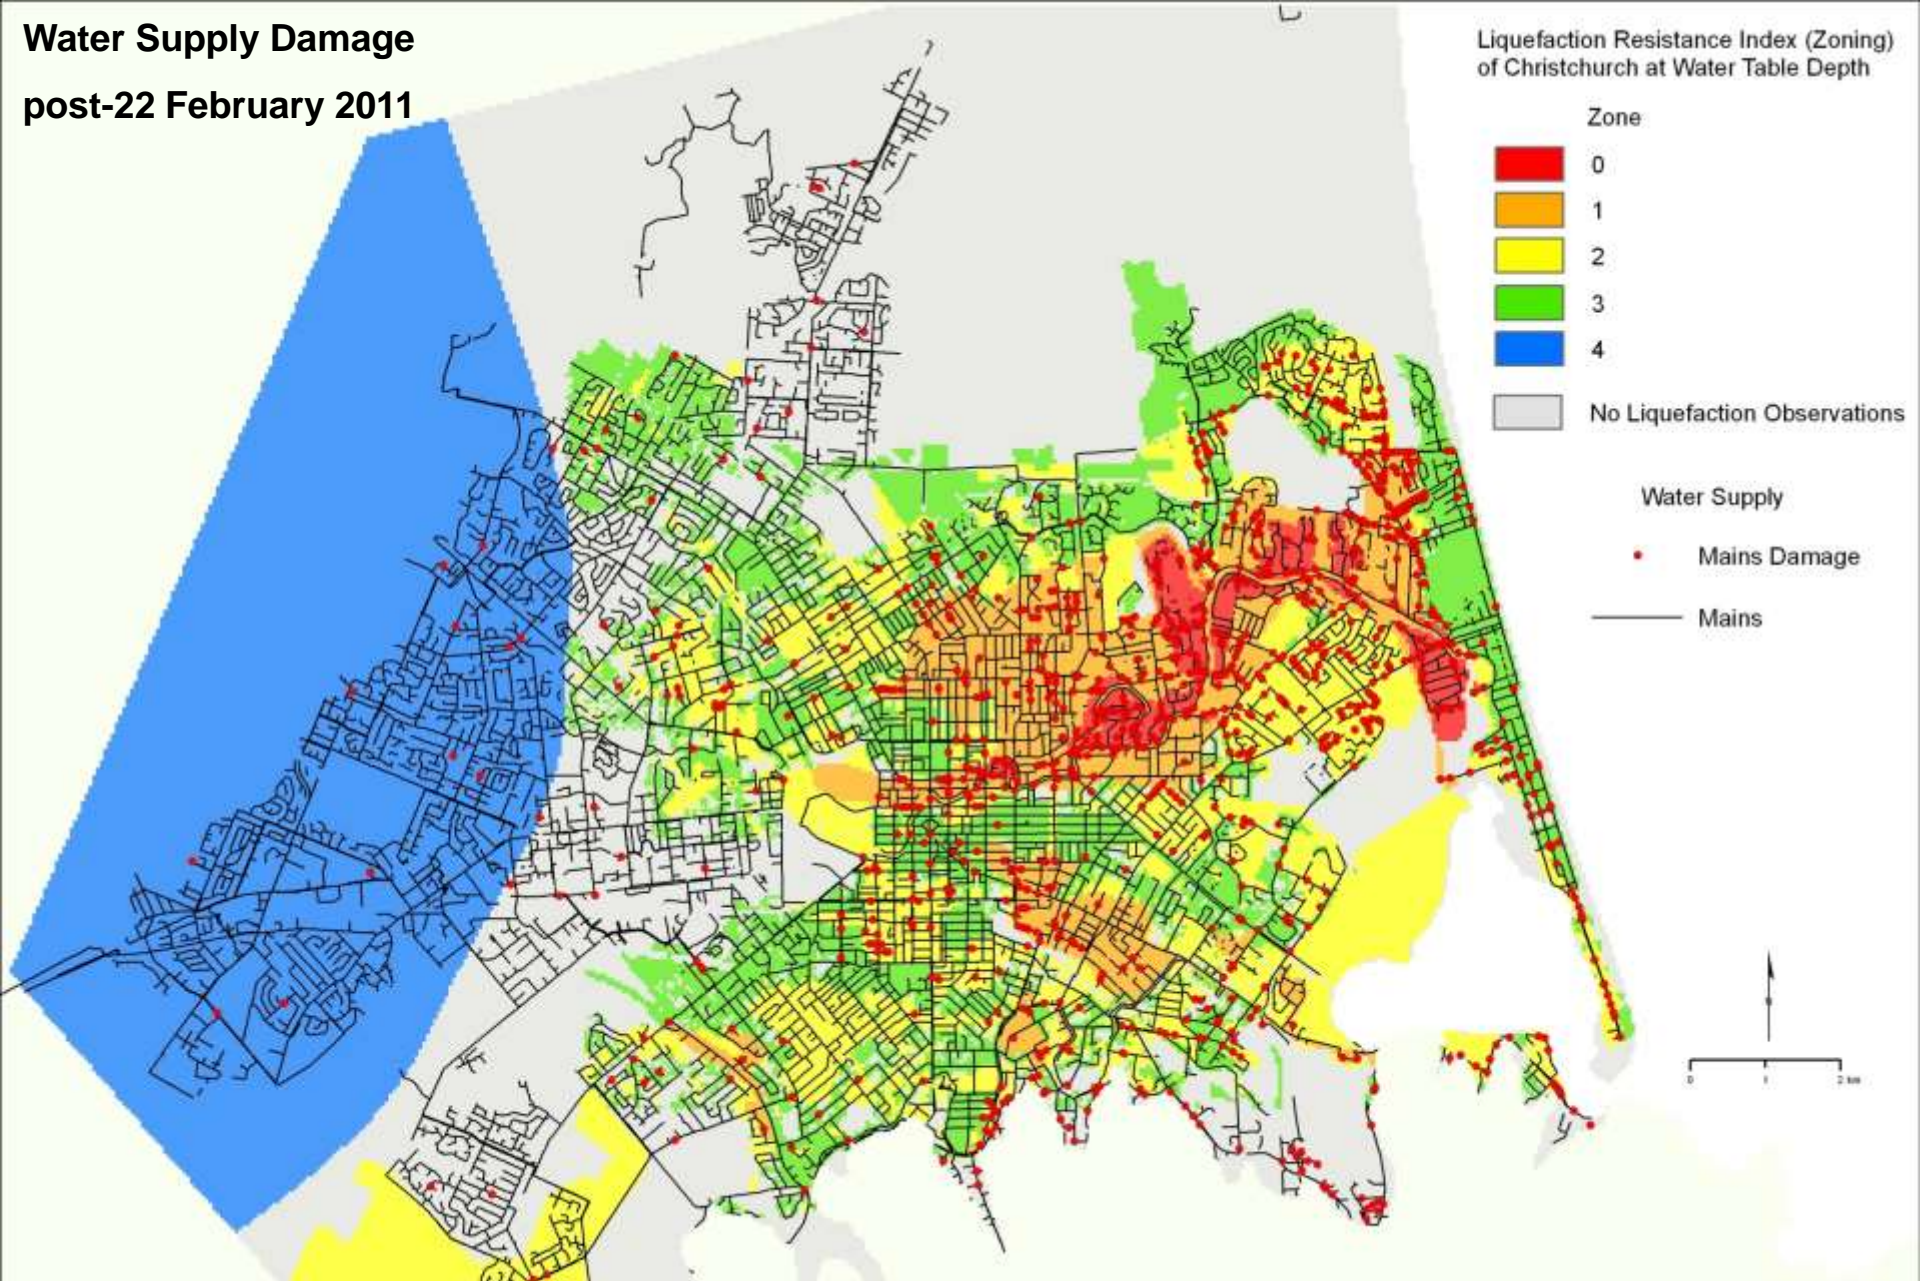 Water Supply Damage
post-22 February 2011
Liquefaction Resistance Index (Zoning)
of Christchurch at Water Table Depth
Zone
0
1
2
3
4
No Liquefaction Observations
Water Supply
Mains Damage
Mains
0 1 2 km